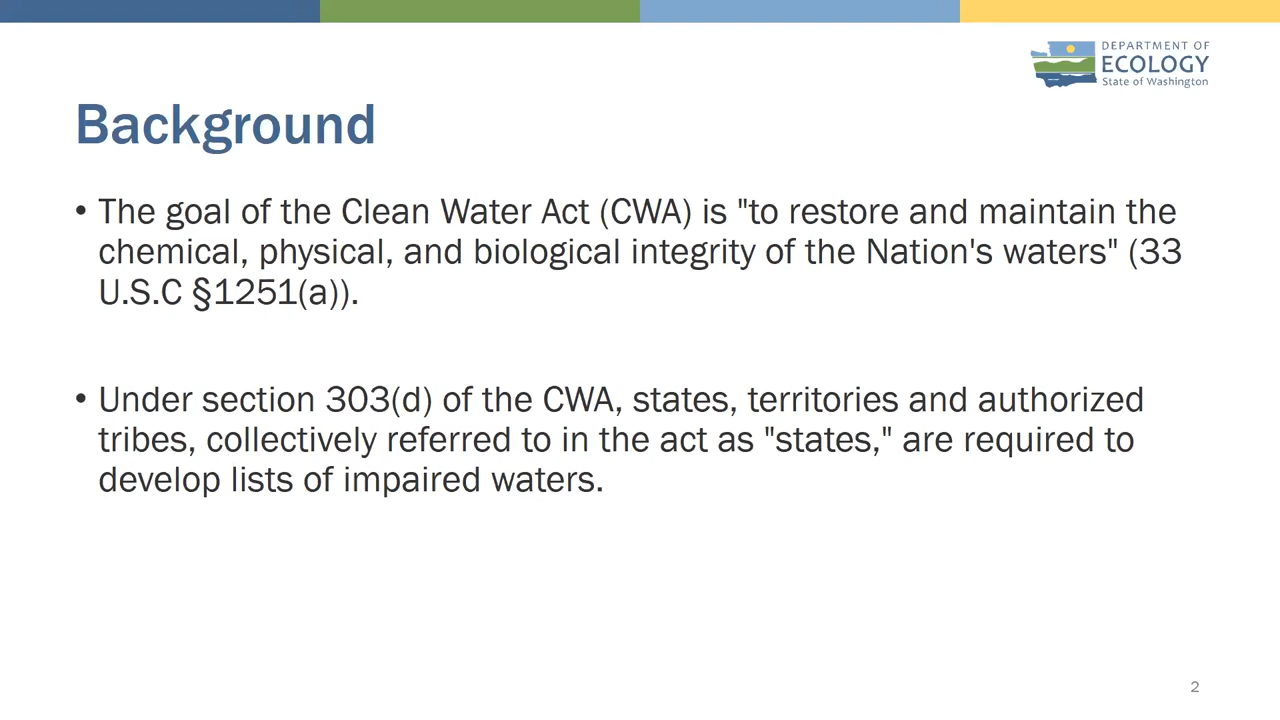 DEPARTMENT OF
ECOLOGY
State of Washington
Background
• The goal of the Clean Water Act (CWA) is "to restore and maintain the
chemical, physical, and biological integrity of the Nation's waters" (33
U.S.C §1251(a)).
• Under section 303(d) of the CWA, states, territories and authorized
tribes, collectively referred to in the act as "states," are required to
develop lists of impaired waters.
2